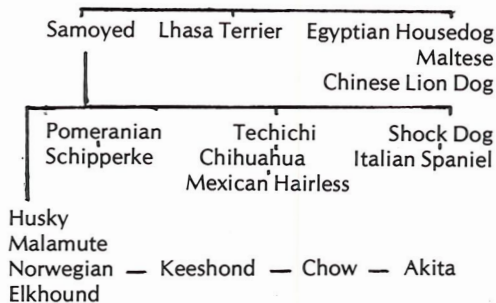 Samoyed Lhasa Terrier Egyptian Housedog
Maltese
Chinese Lion Dog
Pomeranian Techichi Shock Dog
Schipperke Chihuahua Italian Spaniel
Mexican Hairless
Husky
Malamute
Norwegian — Keeshond — Chow — Akita
Elkhound